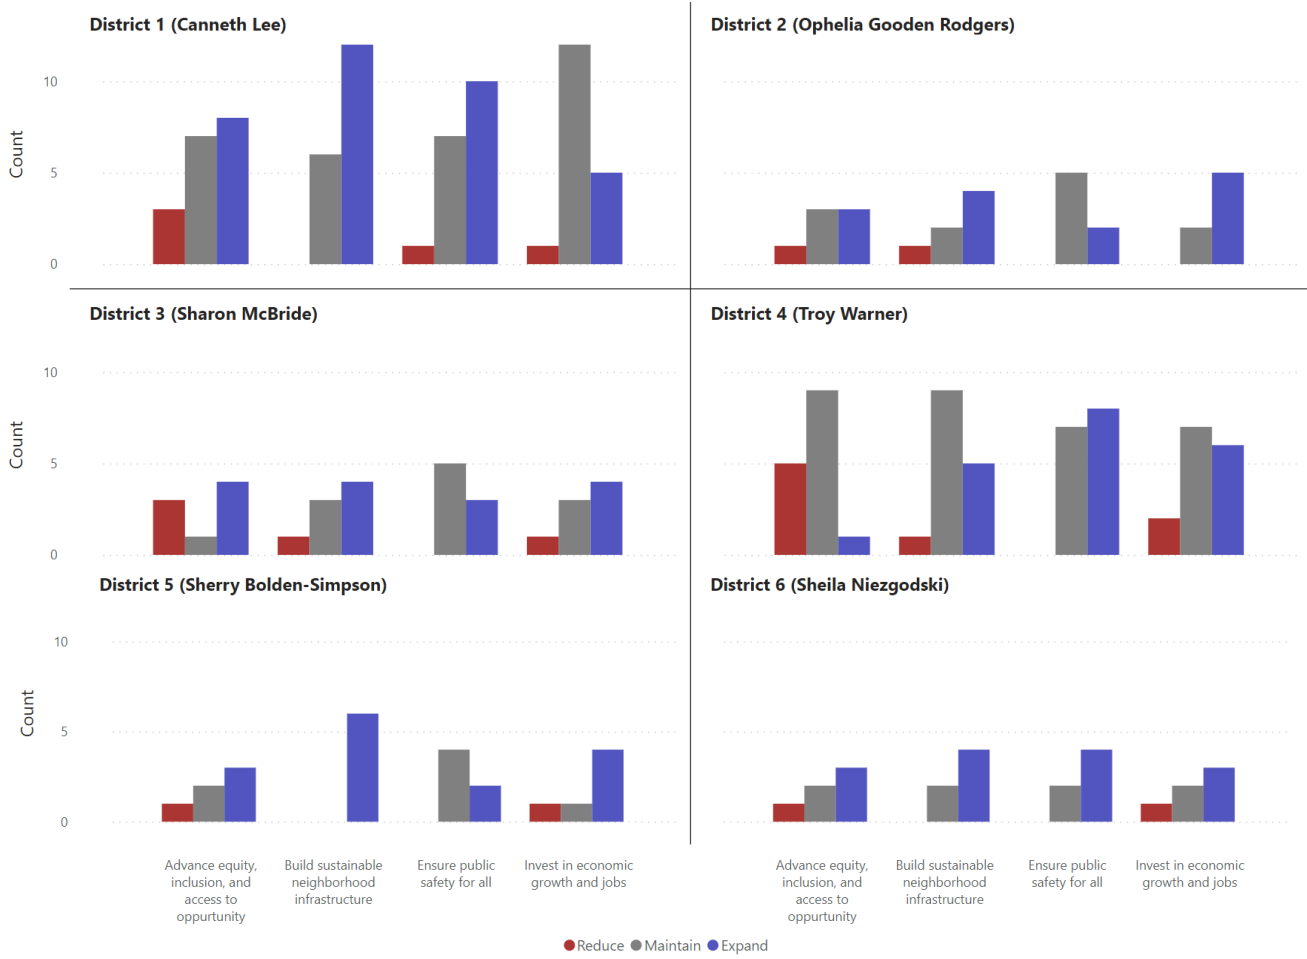 District 1 (Canneth Lee)
District 2 (Ophelia Gooden Rodgers)
10
Count
5
0
District 3 (Sharon McBride)
District 4 (Troy Warner)
10
Count
5
0
District 5 (Sherry Bolden-Simpson)
District 6 (Sheila Niezgodski)
10
Count
5
0
Advance equity,
inclusion, and
access to
oppurtunity
Build sustainable
neighborhood
infrastructure
Ensure public
safety for all
Invest in economic
growth and jobs
Advance equity,
inclusion, and
access to
oppurtunity
Build sustainable
neighborhood
infrastructure
Ensure public
safety for all
Invest in economic
growth and jobs
Reduce Maintain Expand